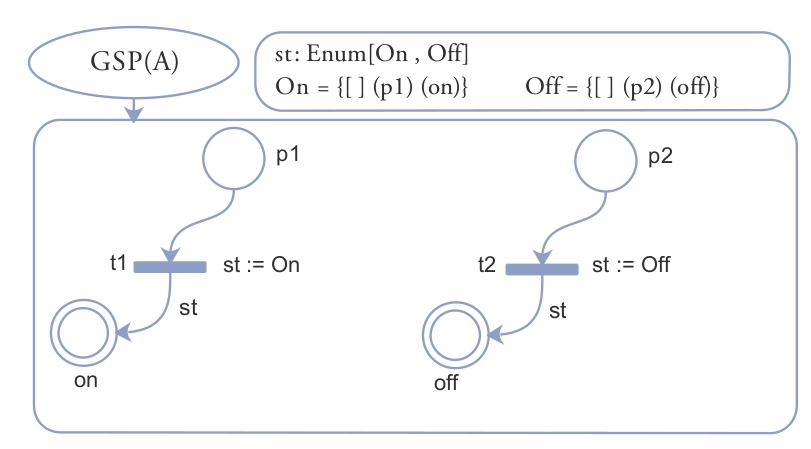 GSP(A)
st: Enum[On , Off]
On = {[ ] (p1) (on)} Off = {[ ] (p2) (off)}
p1
p2
t1 st := On
t2 st := Off
st
st
on
off